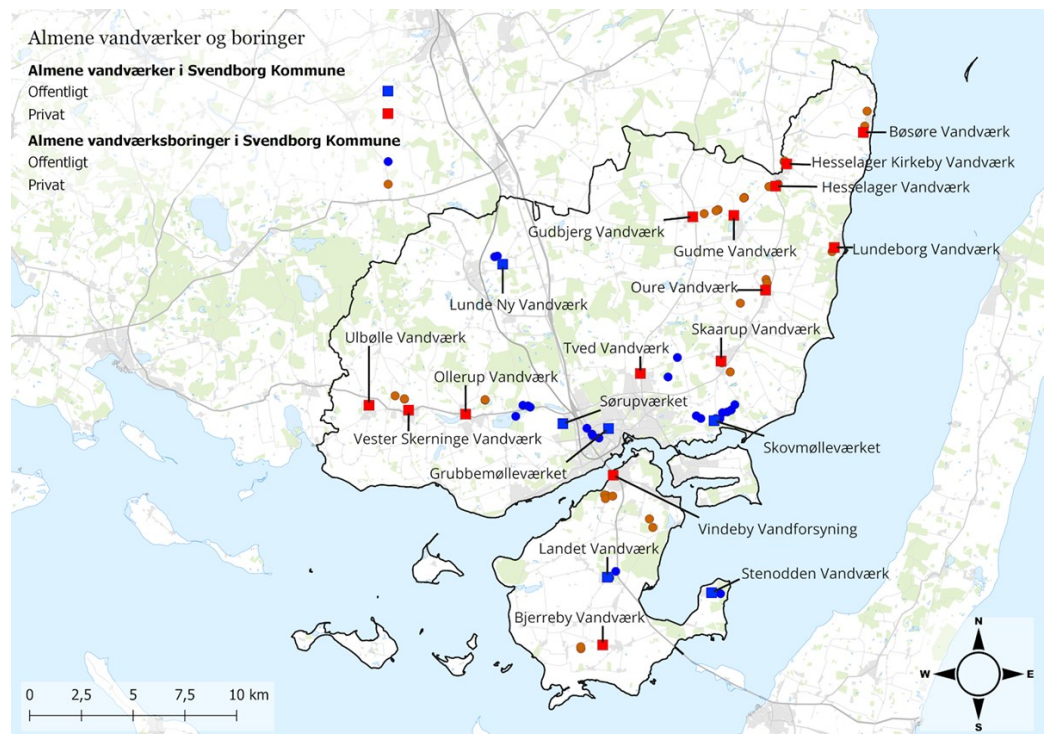 Almene vandværker og boringer
Almene vandværker i Svendborg Kommune
Offentligt
Privat
Almene vandværksboringer i Svendborg Kommune
Offentligt
Privat
Bøsøre Vandværk
Hesselager Kirkeby Vandværk
Hesselager Vandværk
Gudbjerg Vandværk
Gudme Vandværk
Lundeborg Vandværk
Oure Vandværk
Lunde Ny Vandværk
Skaarup Vandværk
Ulbølle Vandværk
Tved Vandværk
Ollerup Vandværk
Sørupværket
Vester Skerninge Vandværk
Skovmølleværket
Grubbemølleværket
Vindeby Vandforsyning
Landet Vandværk
Stenodden Vandværk
Bjerreby Vandværk
N
W E
S
0 2,5 5 7,5 10 km